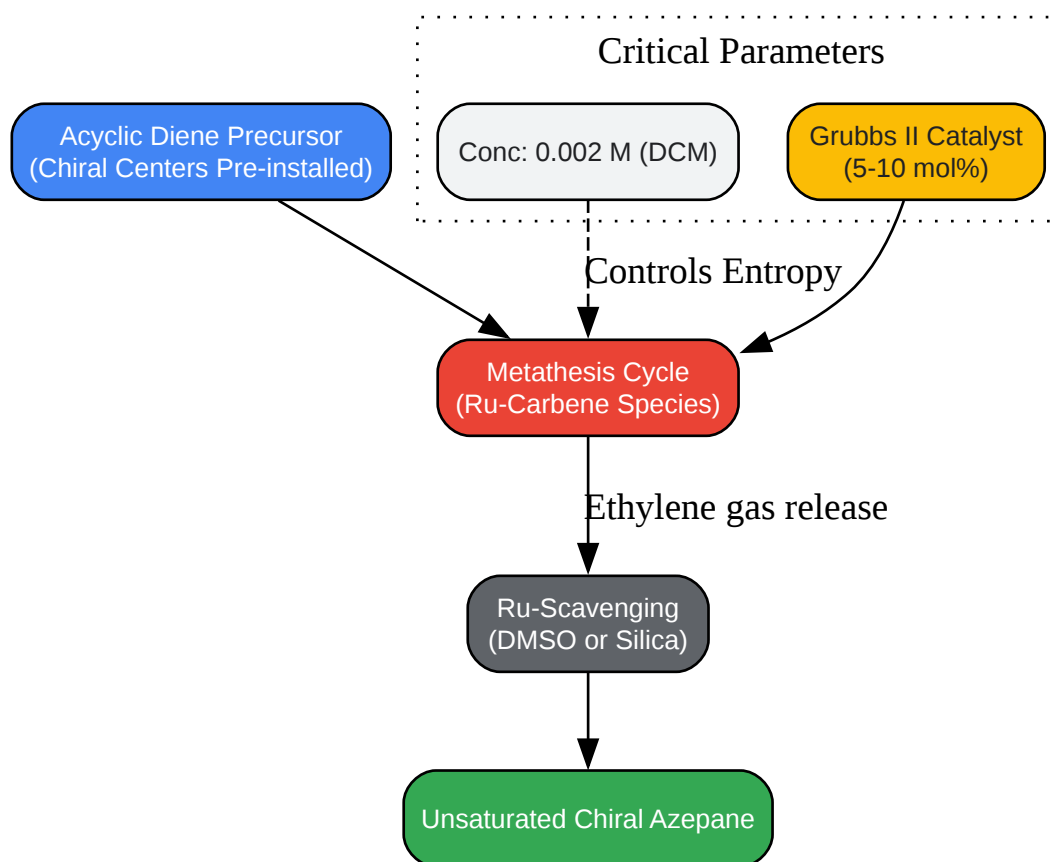 Critical Parameters
Acyclic Diene Precursor
(Chiral Centers Pre-installed)
Conc: 0.002 M (DCM)
Grubbs II Catalyst
(5-10 mol%)
Controls Entropy
Metathesis Cycle
(Ru-Carbene Species)
Ethylene gas release
Ru-Scavenging
(DMSO or Silica)
Unsaturated Chiral Azepane